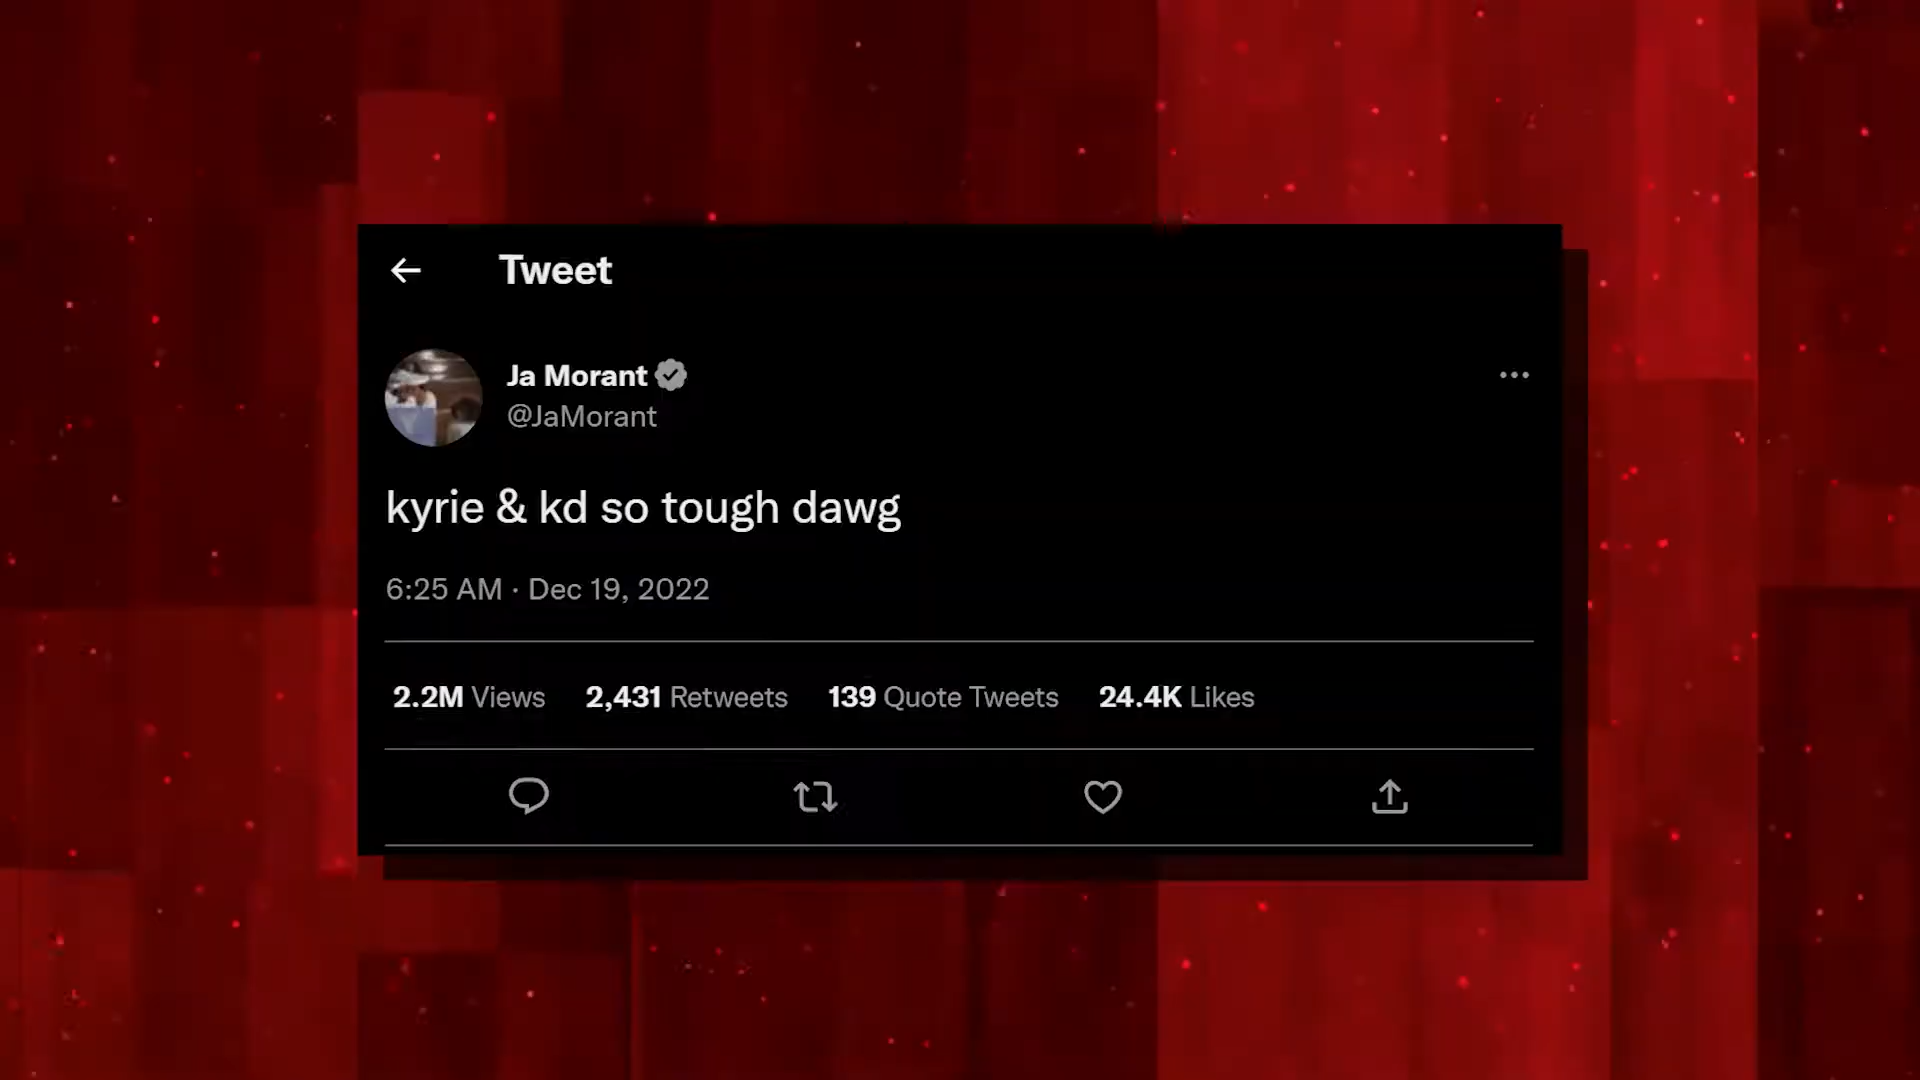 Tweet
Ja Morant
@JaMorant
kyrie & kd so tough dawg
6:25 AM · Dec 19, 2022
2.2M Views 2,431 Retweets 139 Quote Tweets 24.4K Likes